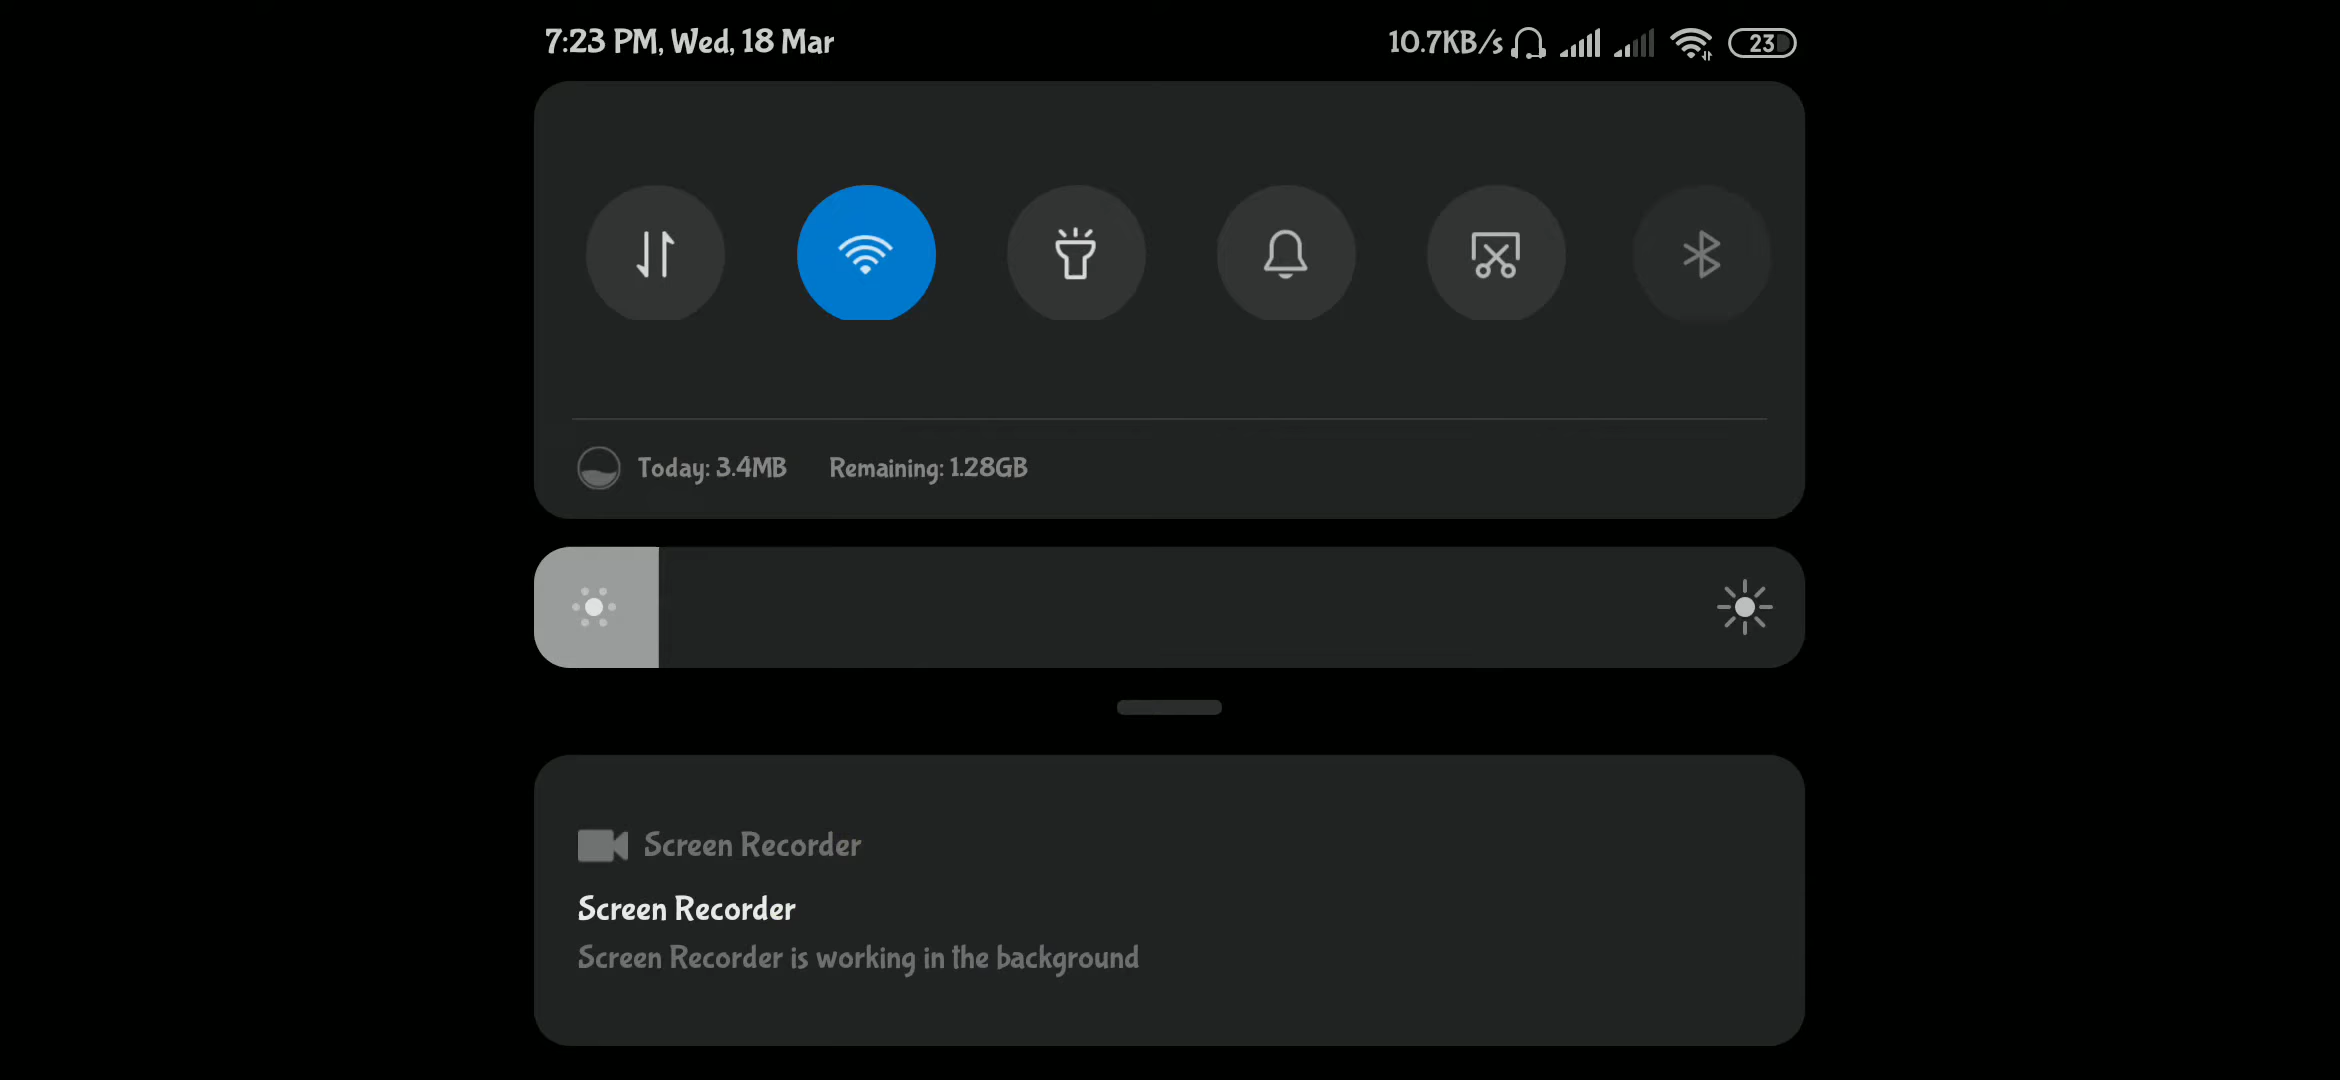 7:23 PM, Wed, 18 Mar 10.7KB/s 23
Today: 3.4MB Remaining: 1.28GB
Screen Recorder
Screen Recorder
Screen Recorder is working in the background